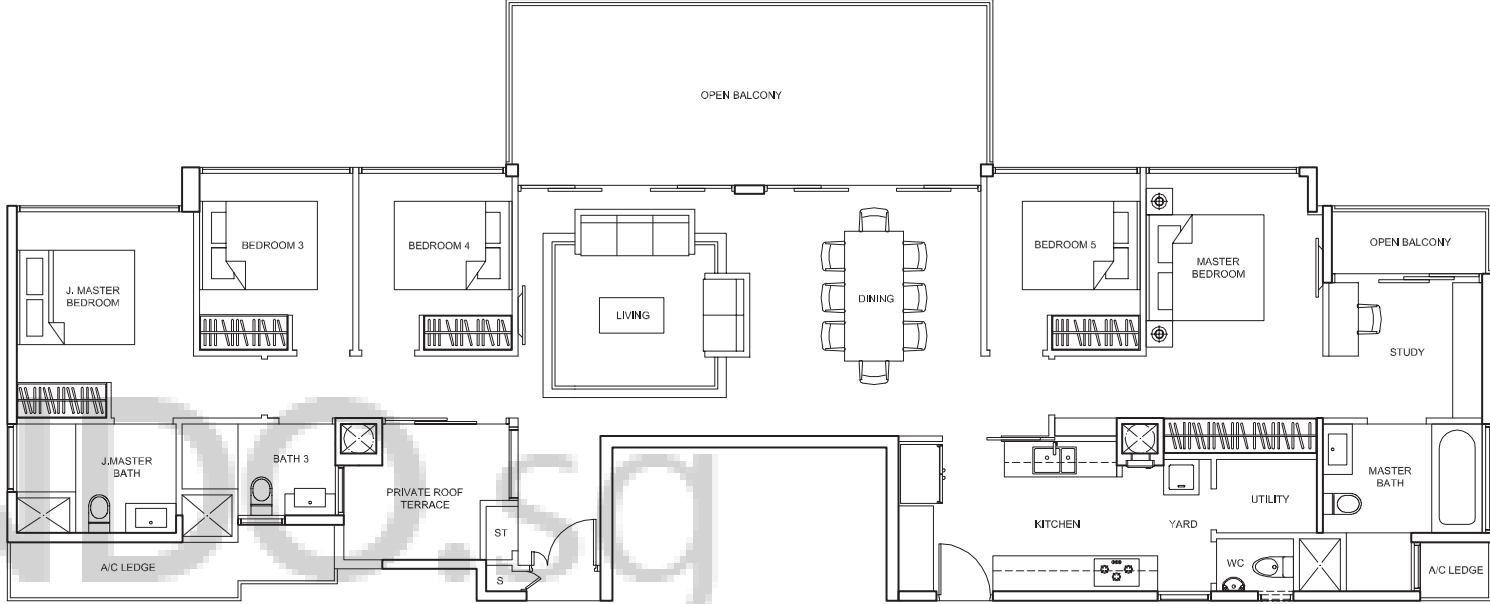 OPEN BALCONY
BEDROOM 3
BEDROOM 4
BEDROOM 5
MASTER
BEDROOM
OPEN BALCONY
J. MASTER
BEDROOM
LIVING
DINING
STUDY
J.MASTER
BATH
BATH 3
PRIVATE ROOF
TERRACE
MASTER
BATH
UTILITY
KITCHEN
YARD
ST
S
WC
A/C LEDGE
A/C LEDGE